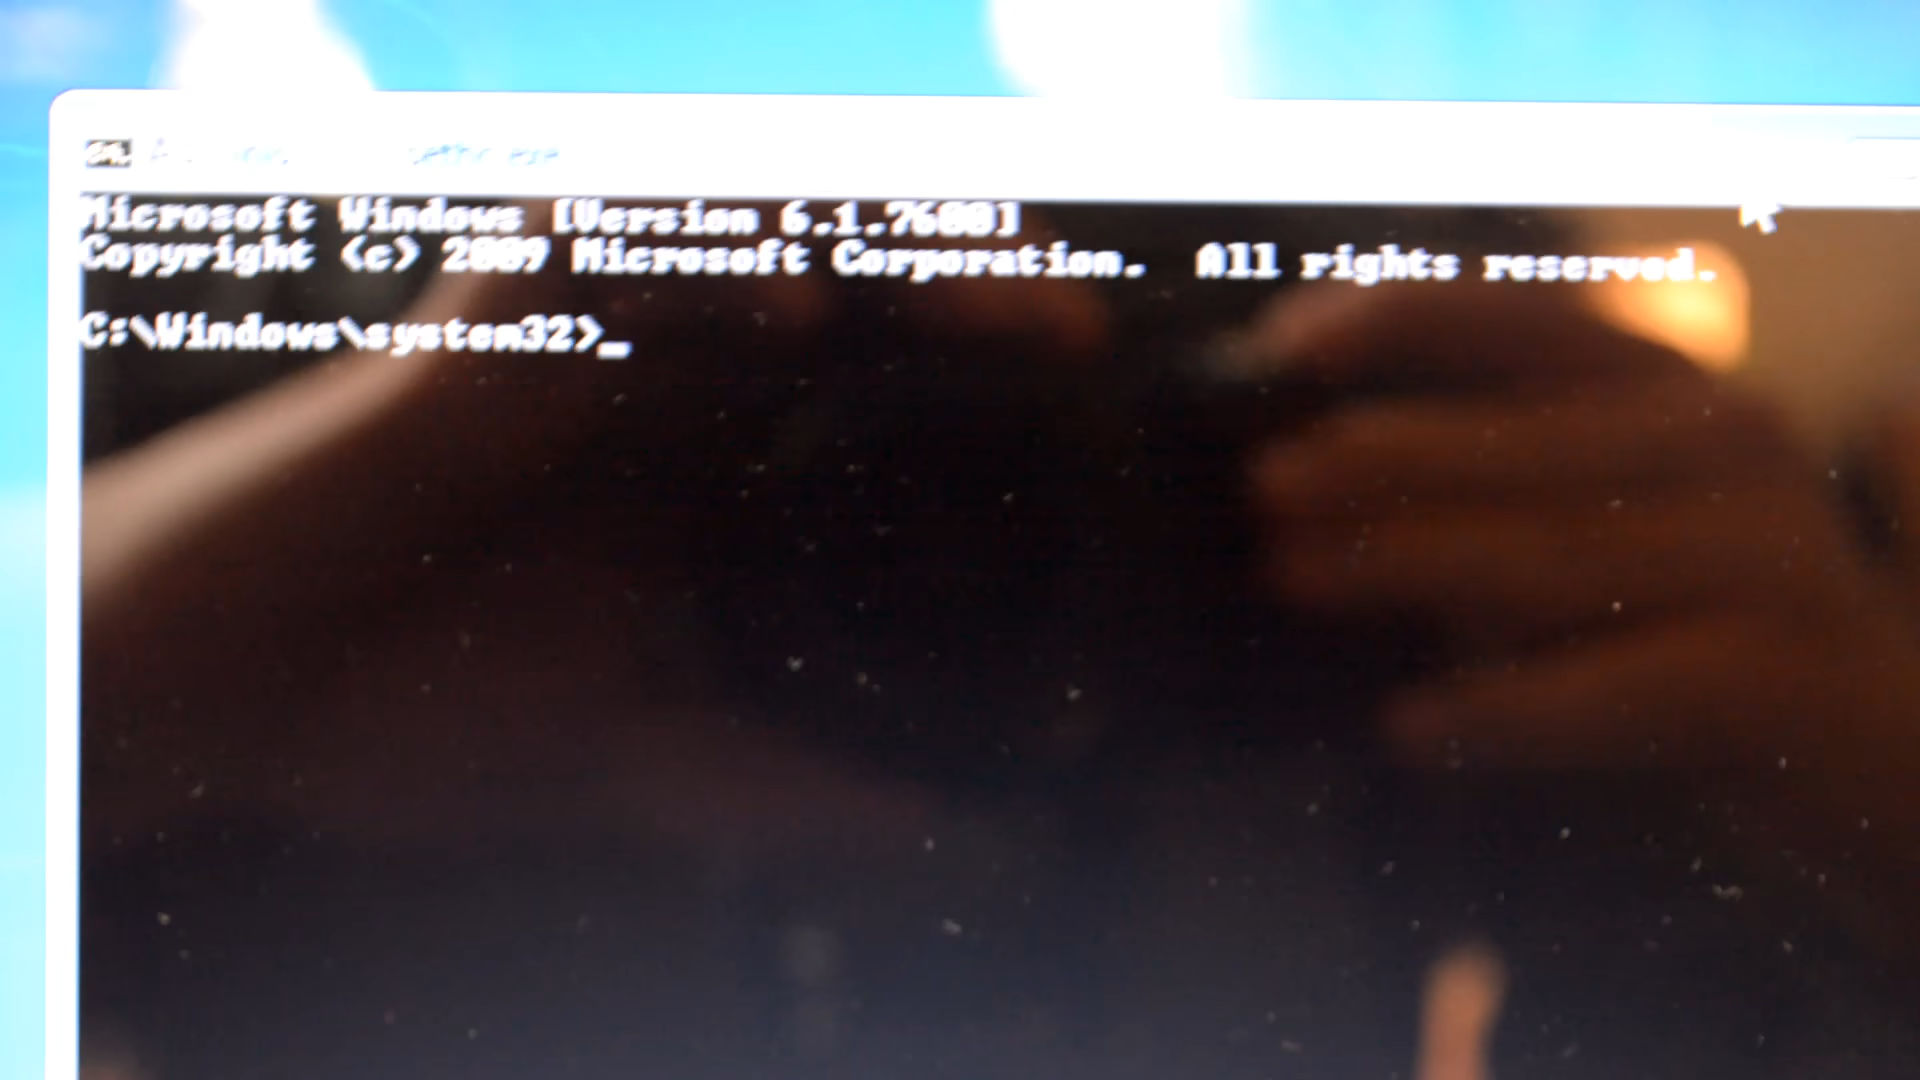 Microsoft Windows [Version 6.1.7600]
Copyright (c) 2009 Microsoft Corporation.  All rights reserved.
C:\Windows\system32>_